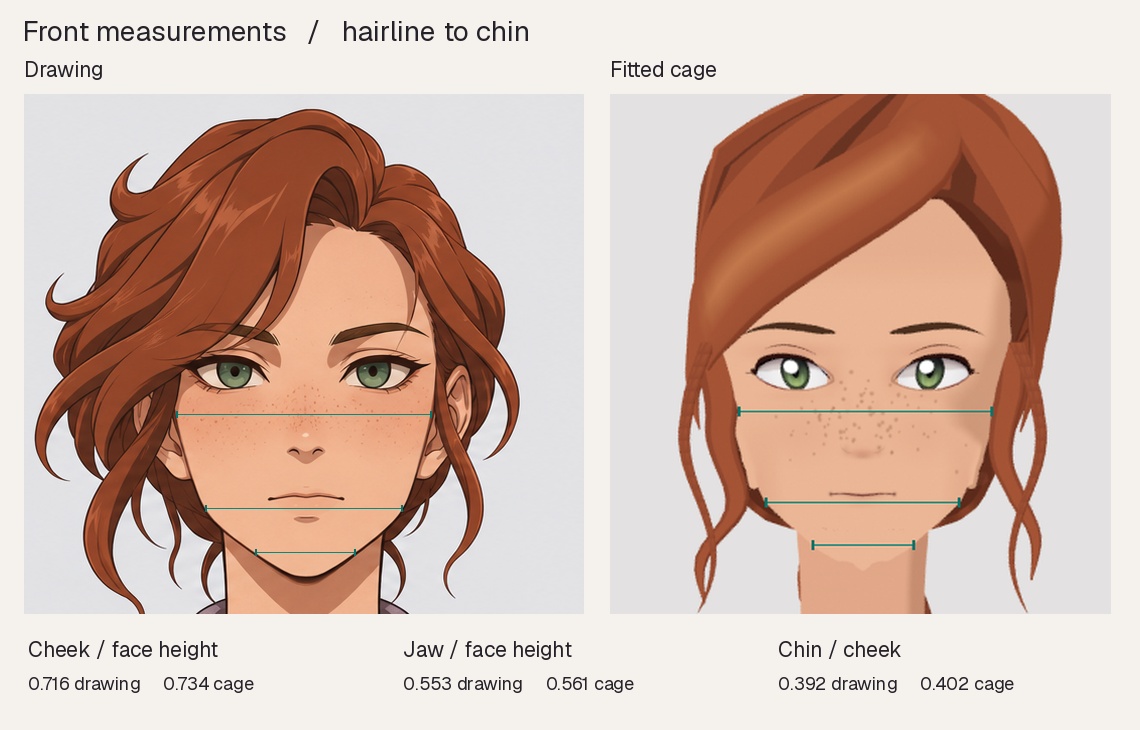 Front measurements / hairline to chin
Drawing
Fitted cage
Cheek / face height
0.716 drawing 0.734 cage
Jaw / face height
0.553 drawing 0.561 cage
Chin / cheek
0.392 drawing 0.402 cage